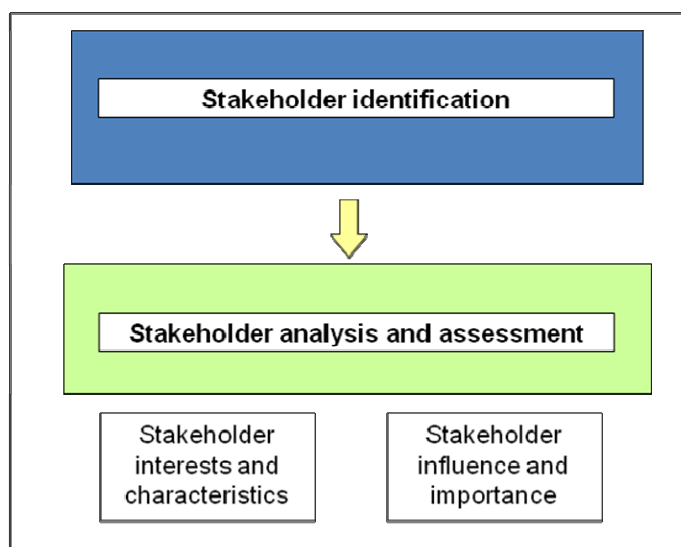 Stakeholder identification
Stakeholder analysis and assessment
Stakeholder
interests and
characteristics
Stakeholder
influence and
importance